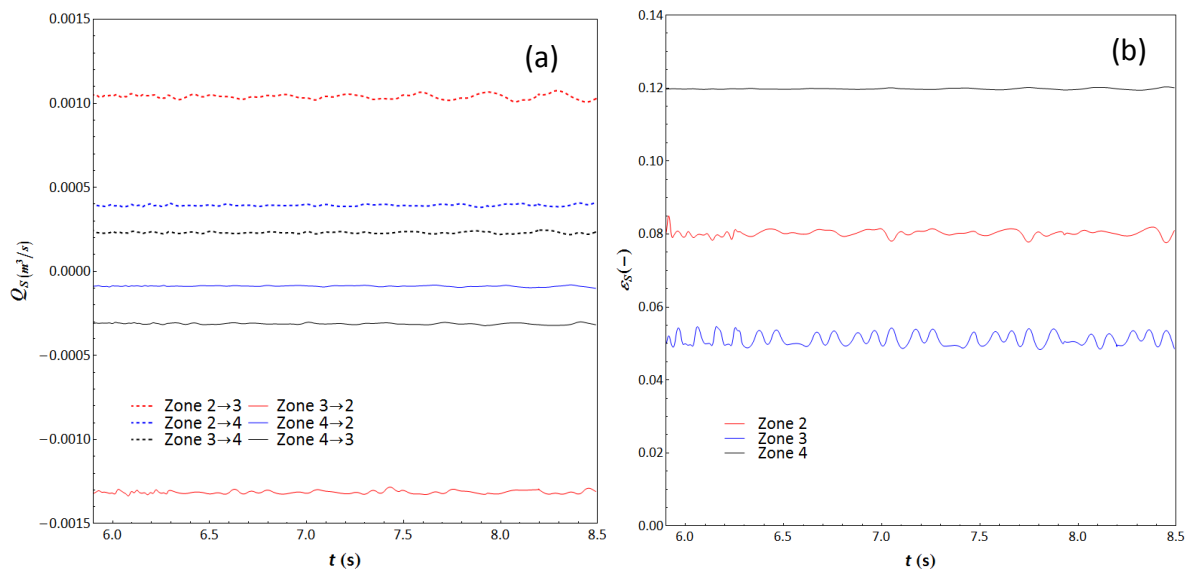 (a)
0.0015
0.0010
0.0005
0.0000
−0.0005
−0.0010
−0.0015
Q_S (m³/s)
Zone 2→3 Zone 3→2
Zone 2→4 Zone 4→2
Zone 3→4 Zone 4→3
6.0 6.5 7.0 7.5 8.0 8.5
t (s)
(b)
0.14
0.12
0.10
0.08
0.06
0.04
0.02
0.00
ε_S(−)
Zone 2
Zone 3
Zone 4
6.0 6.5 7.0 7.5 8.0 8.5
t (s)